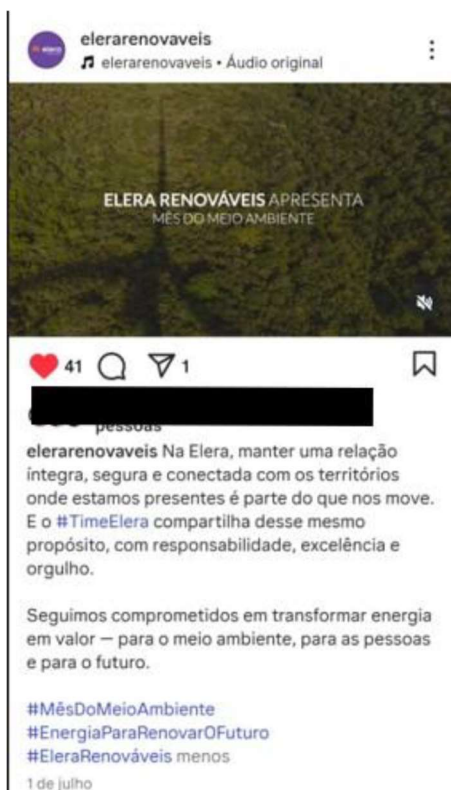 elerarenovaveis
elera
elerarenovaveis • Áudio original
ELERA RENOVÁVEIS APRESENTA
MÊS DO MEIO AMBIENTE
41
1
pessoas
elerarenovaveis Na Elera, manter uma relação
íntegra, segura e conectada com os territórios
onde estamos presentes é parte do que nos move.
E o #TimeElera compartilha desse mesmo
propósito, com responsabilidade, excelência e
orgulho.
Seguimos comprometidos em transformar energia
em valor — para o meio ambiente, para as pessoas
e para o futuro.
#MêsDoMeioAmbiente
#EnergiaParaRenovarOFuturo
#EleraRenováveis menos
1 de julho